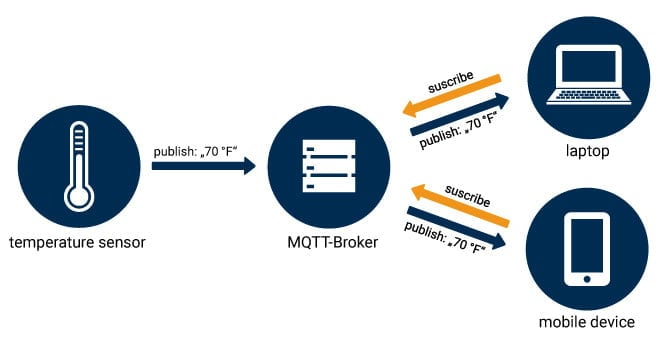 suscribe
publish: „70 °F“
laptop
publish: „70 °F“
temperature sensor
MQTT-Broker
suscribe
publish: „70 °F“
mobile device